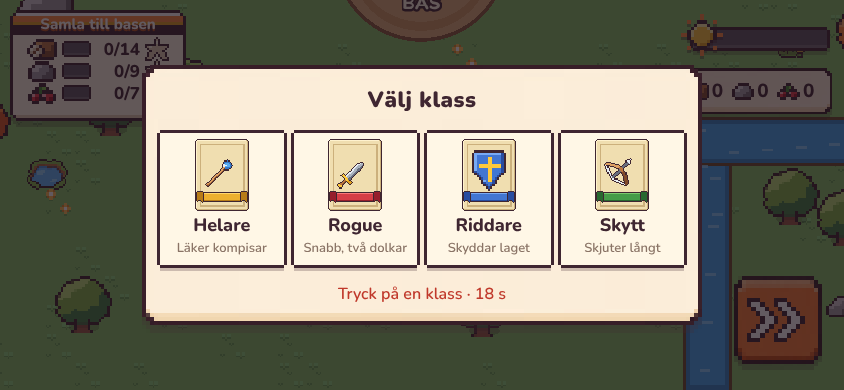 BAS
Samla till basen
0/14
0/9
0/7
0 0 0
Välj klass
Helare
Läker kompisar
Rogue
Snabb, två dolkar
Riddare
Skyddar laget
Skytt
Skjuter långt
Tryck på en klass · 18 s